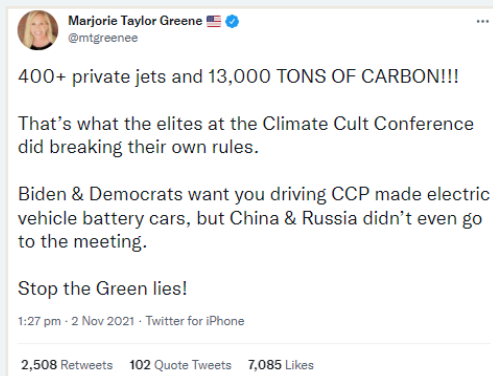 Marjorie Taylor Greene 🇺🇸
@mtgreenee
400+ private jets and 13,000 TONS OF CARBON!!!
That's what the elites at the Climate Cult Conference
did breaking their own rules.
Biden & Democrats want you driving CCP made electric
vehicle battery cars, but China & Russia didn't even go
to the meeting.
Stop the Green lies!
1:27 pm · 2 Nov 2021 · Twitter for iPhone
2,508 Retweets 102 Quote Tweets 7,085 Likes